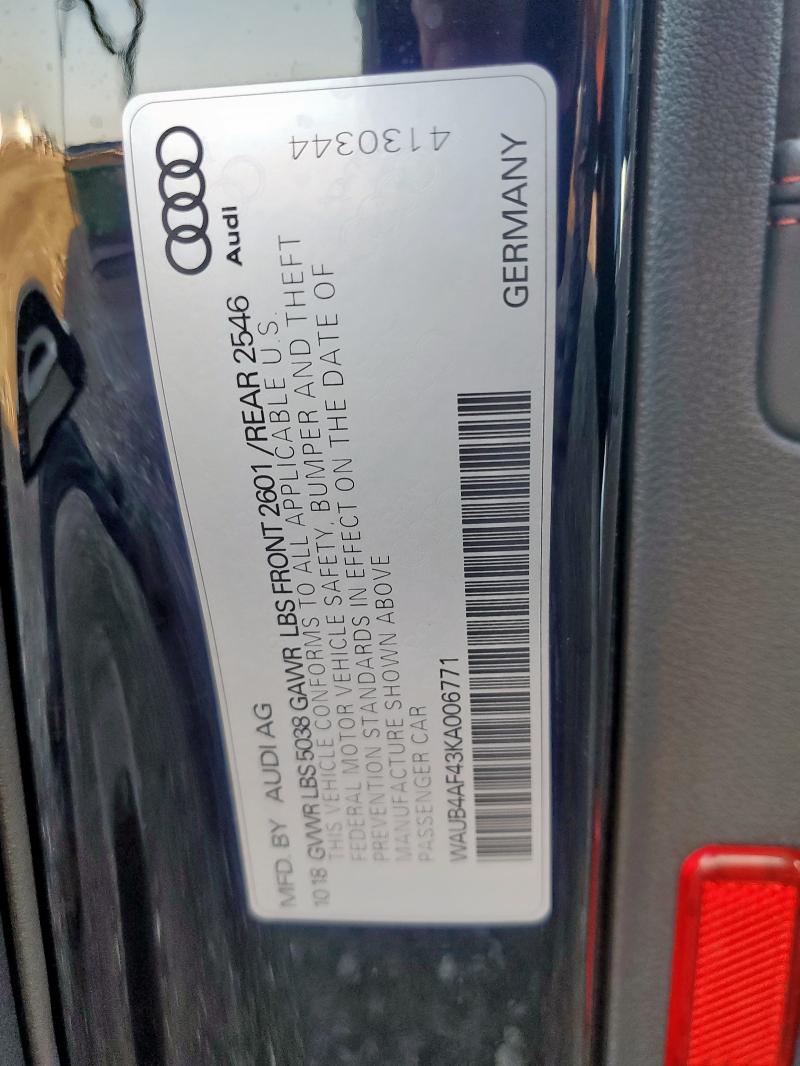 Audi
4130344
MFD. BY AUDI AG
1018 GVWR LBS 5038 GAWR LBS FRONT 2601 /REAR 2546
THIS VEHICLE CONFORMS TO ALL APPLICABLE U.S.
FEDERAL MOTOR VEHICLE SAFETY, BUMPER AND THEFT
PREVENTION STANDARDS IN EFFECT ON THE DATE OF
MANUFACTURE SHOWN ABOVE
PASSENGER CAR
WAUB4AF43KA006771
GERMANY